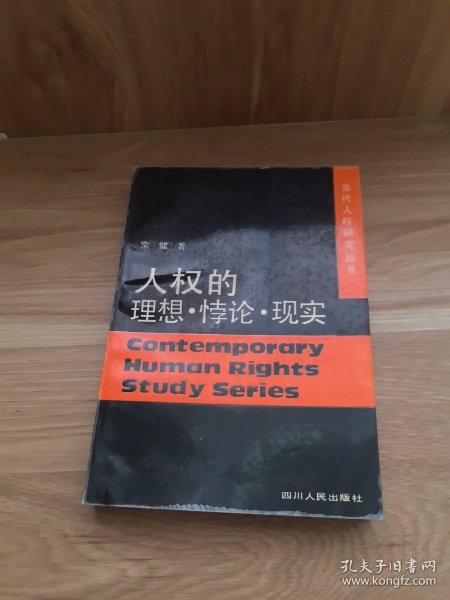 当代人权研究丛书
常健 著
人权的
理想·悖论·现实
Contemporary
Human Rights
Study Series
四川人民出版社
孔夫子旧书网
www.kongfz.com